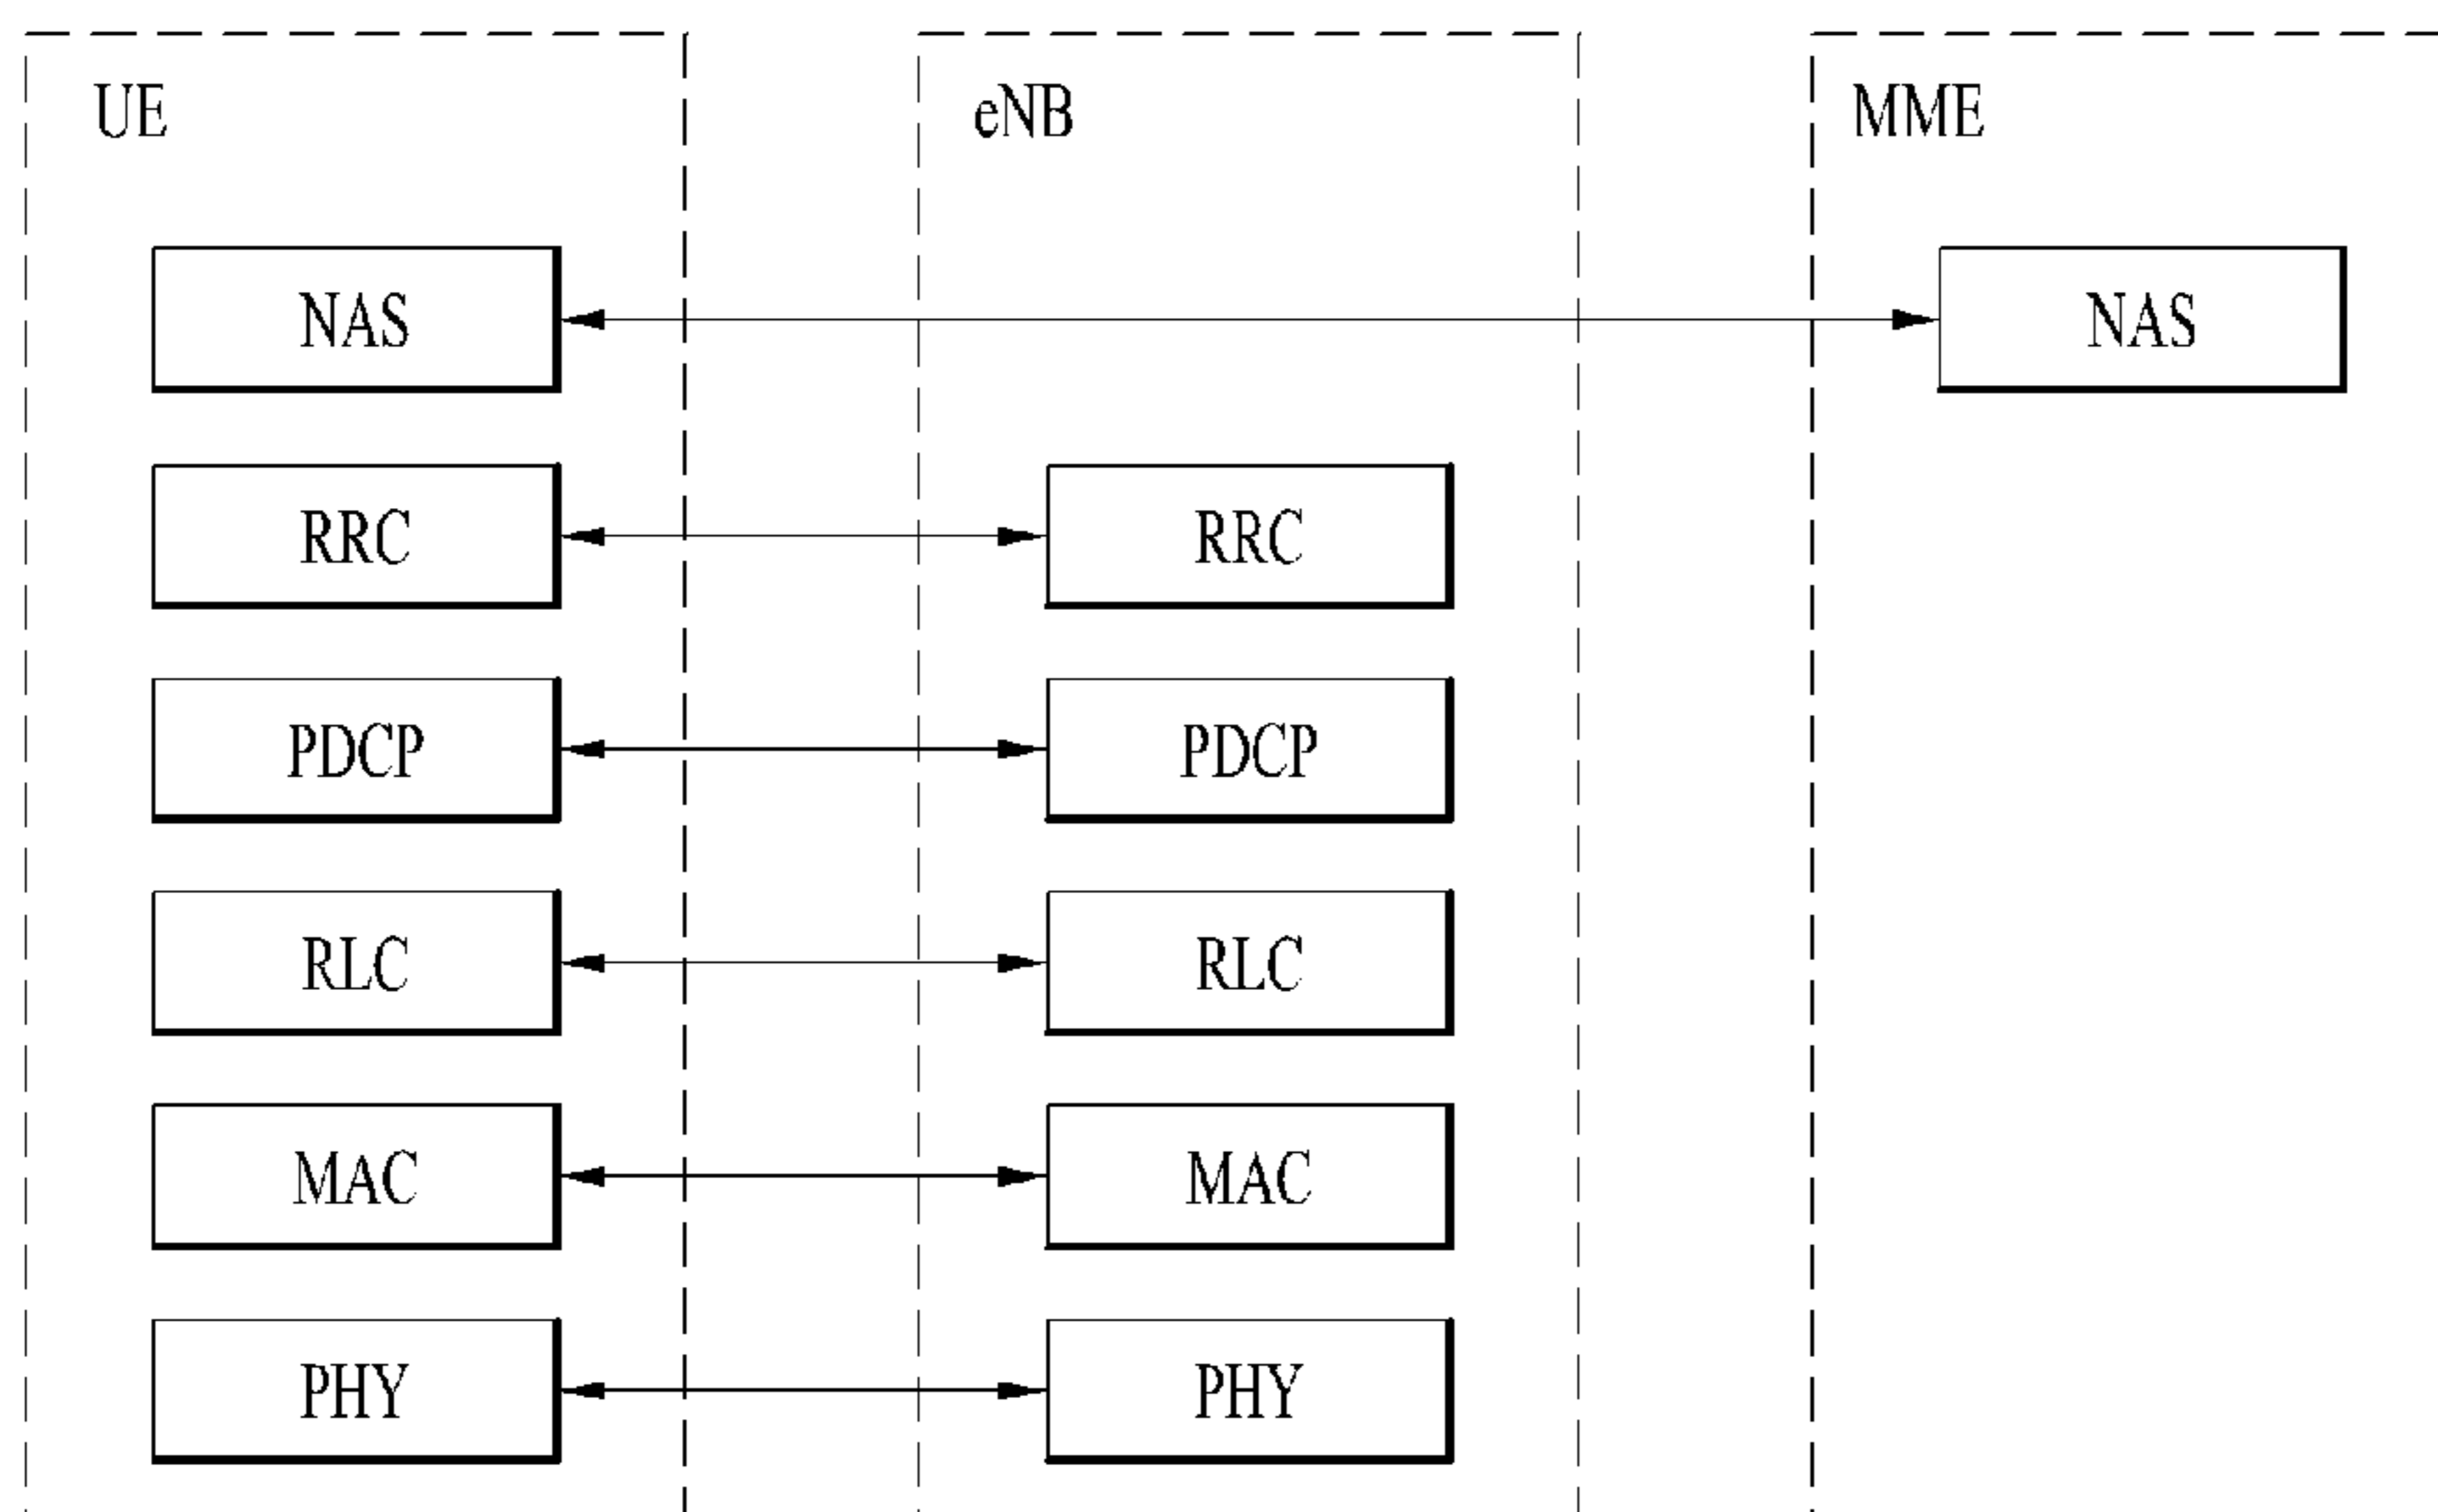 UE eNB MME
NAS NAS
RRC RRC
PDCP PDCP
RLC RLC
MAC MAC
PHY PHY